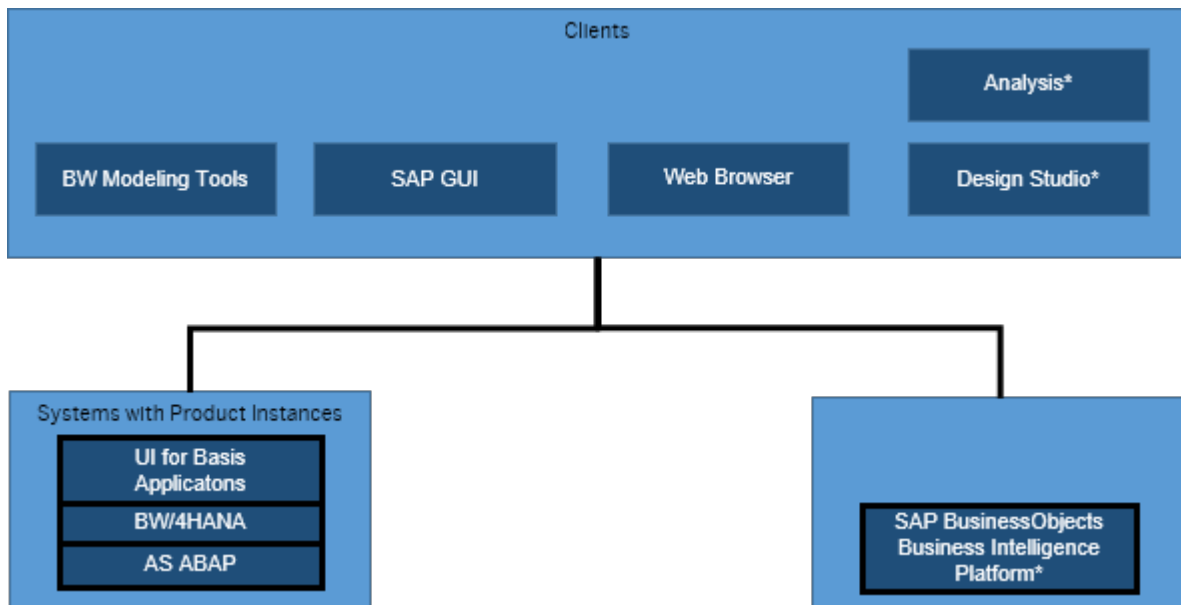 Clients
Analysis*
BW Modeling Tools
SAP GUI
Web Browser
Design Studio*
Systems with Product Instances
UI for Basis
Applicatons
BW/4HANA
AS ABAP
SAP BusinessObjects
Business Intelligence
Platform*